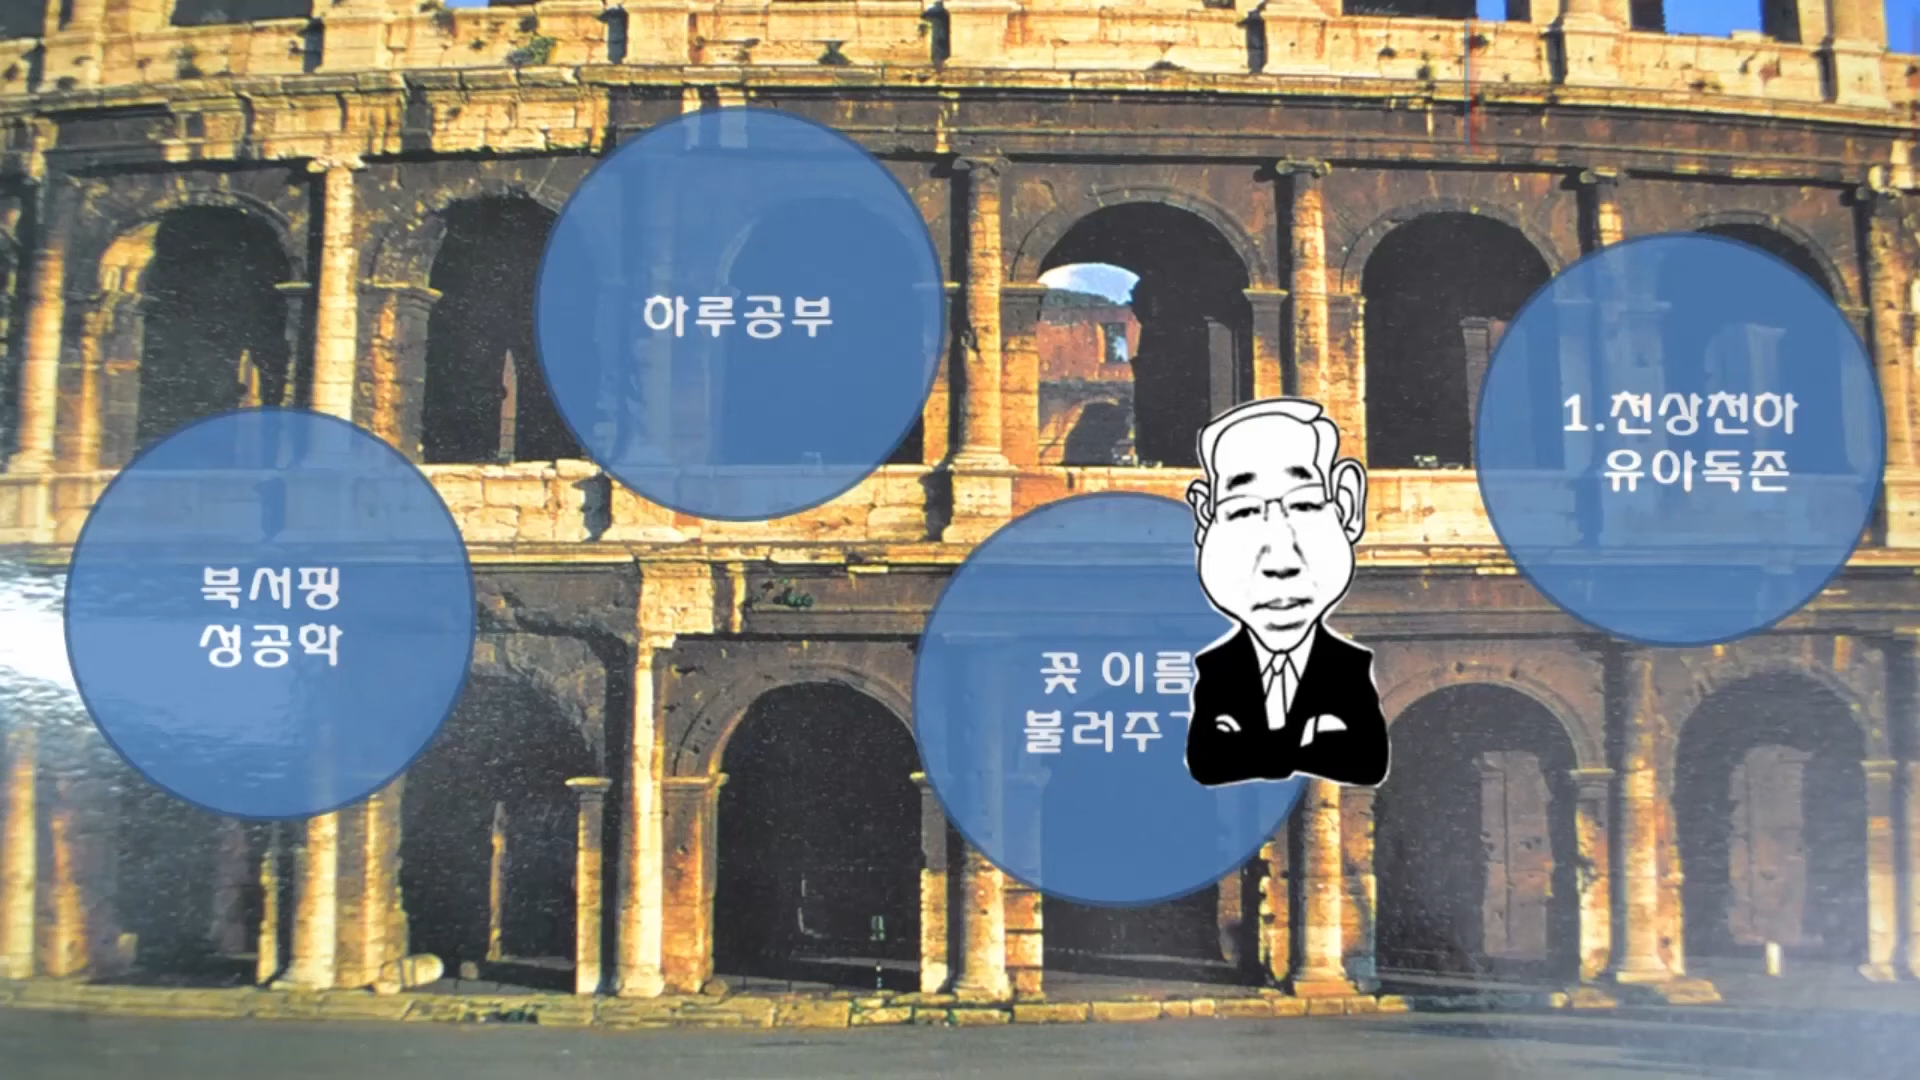 하루공부
1.천상천하
유아독존
북서핑
성공학
꽃 이름
불러주